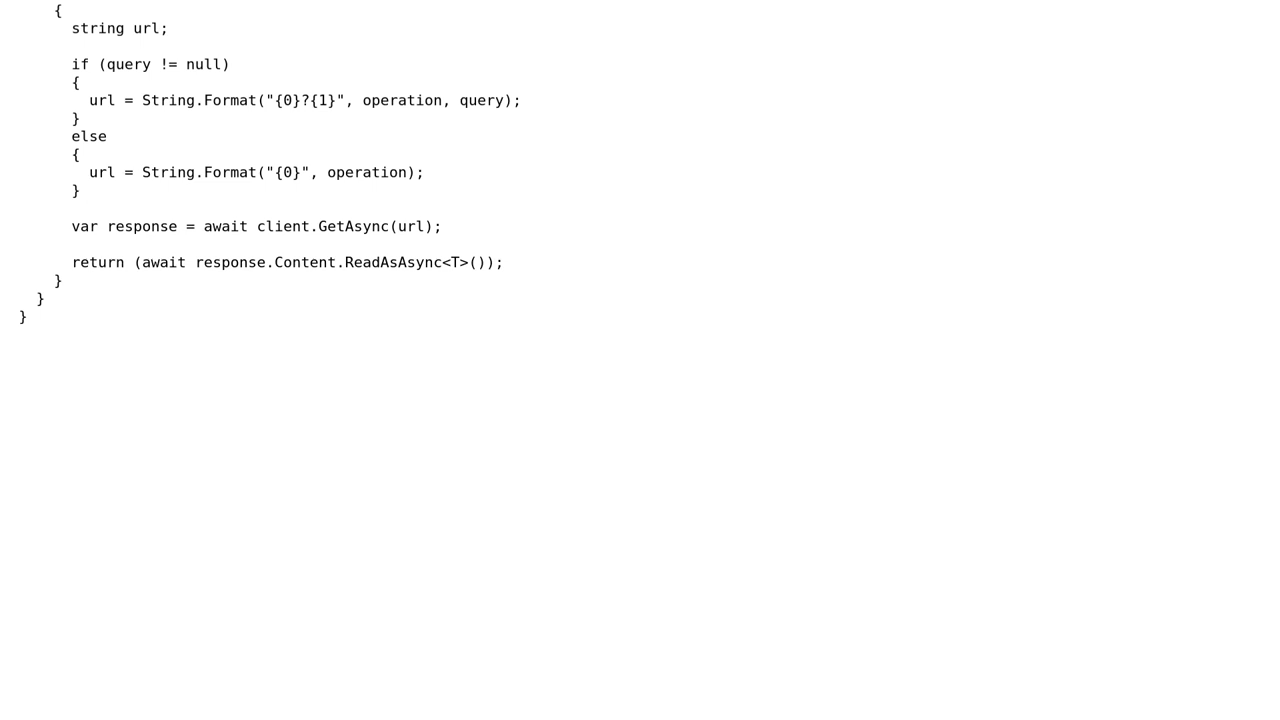 {
      string url;

      if (query != null)
      {
        url = String.Format("{0}?{1}", operation, query);
      }
      else
      {
        url = String.Format("{0}", operation);
      }

      var response = await client.GetAsync(url);

      return (await response.Content.ReadAsAsync<T>());
    }
  }
}